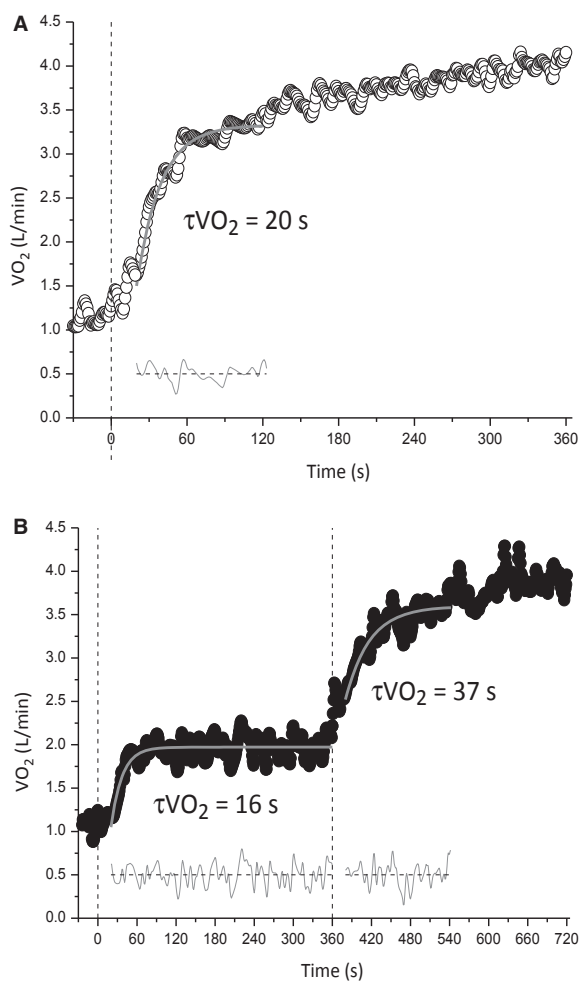 A
4.5
4.0
3.5
3.0
2.5
2.0
1.5
1.0
0.5
0.0
VO₂ (L/min)
τVO₂ = 20 s
0 60 120 180 240 300 360
Time (s)
B
4.5
4.0
3.5
3.0
2.5
2.0
1.5
1.0
0.5
0.0
VO₂ (L/min)
τVO₂ = 37 s
τVO₂ = 16 s
0 60 120 180 240 300 360 420 480 540 600 660 720
Time (s)